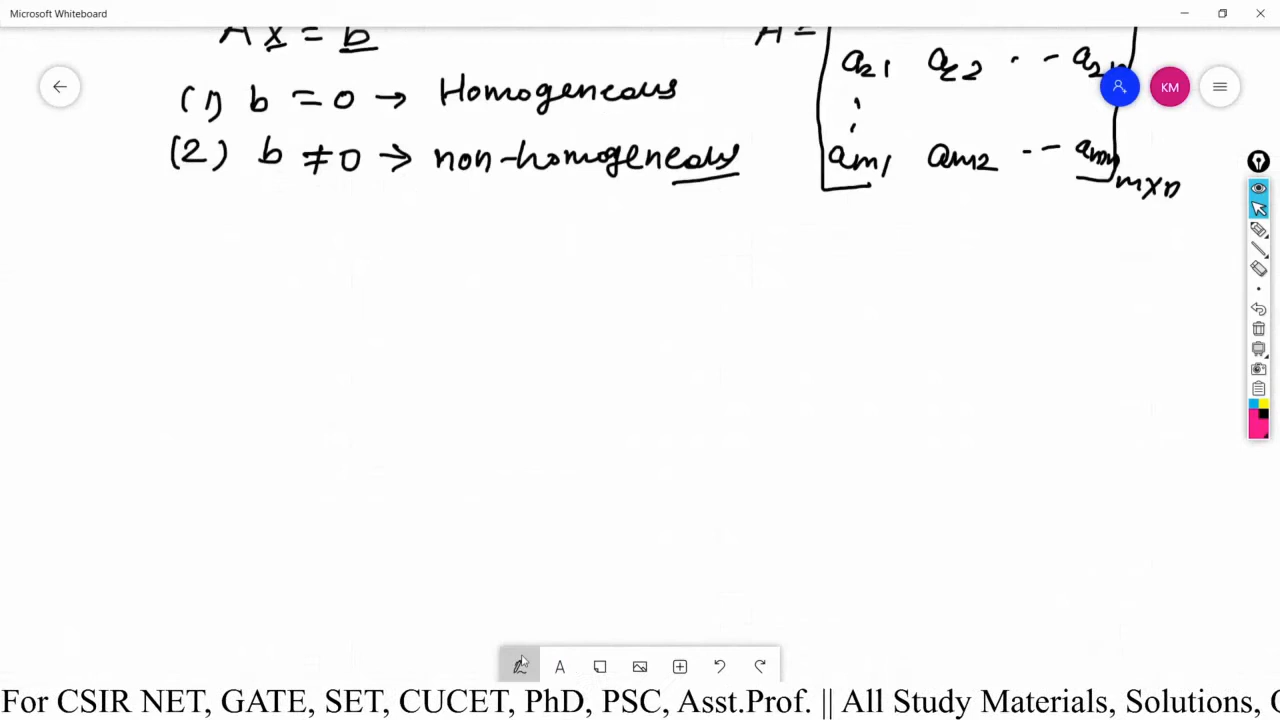 Microsoft Whiteboard
A x = b
(1) b = 0 → Homogeneous
(2) b ≠ 0 → non-homogeneous
A =
a21 a22 ·-- a2n
:
am1 am2 ·-- amn
m×n
KM
A
For CSIR NET, GATE, SET, CUCET, PhD, PSC, Asst.Prof. || All Study Materials, Solutions,